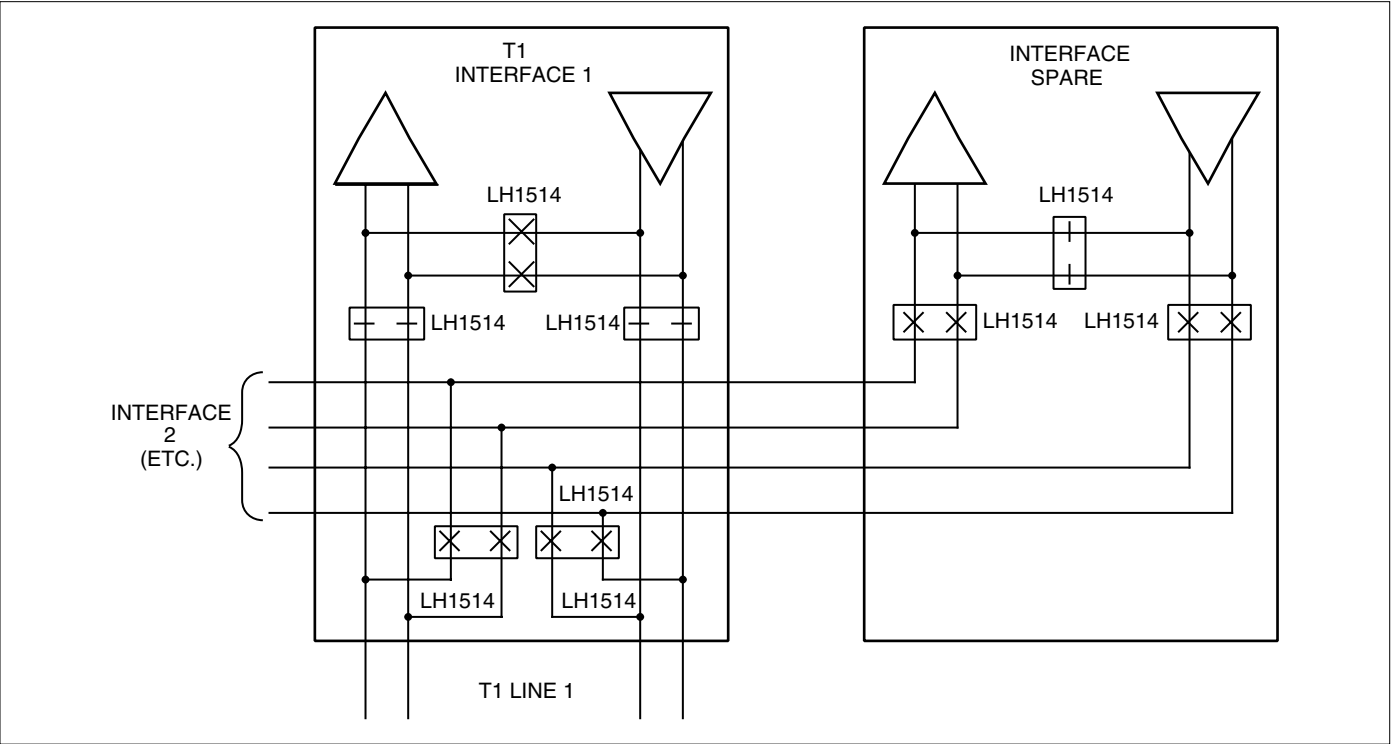 T1
INTERFACE 1
INTERFACE
SPARE
LH1514
LH1514
LH1514
LH1514
LH1514
LH1514
INTERFACE
2
(ETC.)
LH1514
LH1514
LH1514
T1 LINE 1